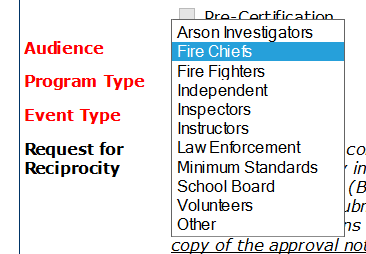 Pre-Certification
Audience
Program Type
Event Type
Request for
Reciprocity
Arson Investigators
Fire Chiefs
Fire Fighters
Independent
Inspectors
Instructors
Law Enforcement
Minimum Standards
School Board
Volunteers
Other
copy of the approval